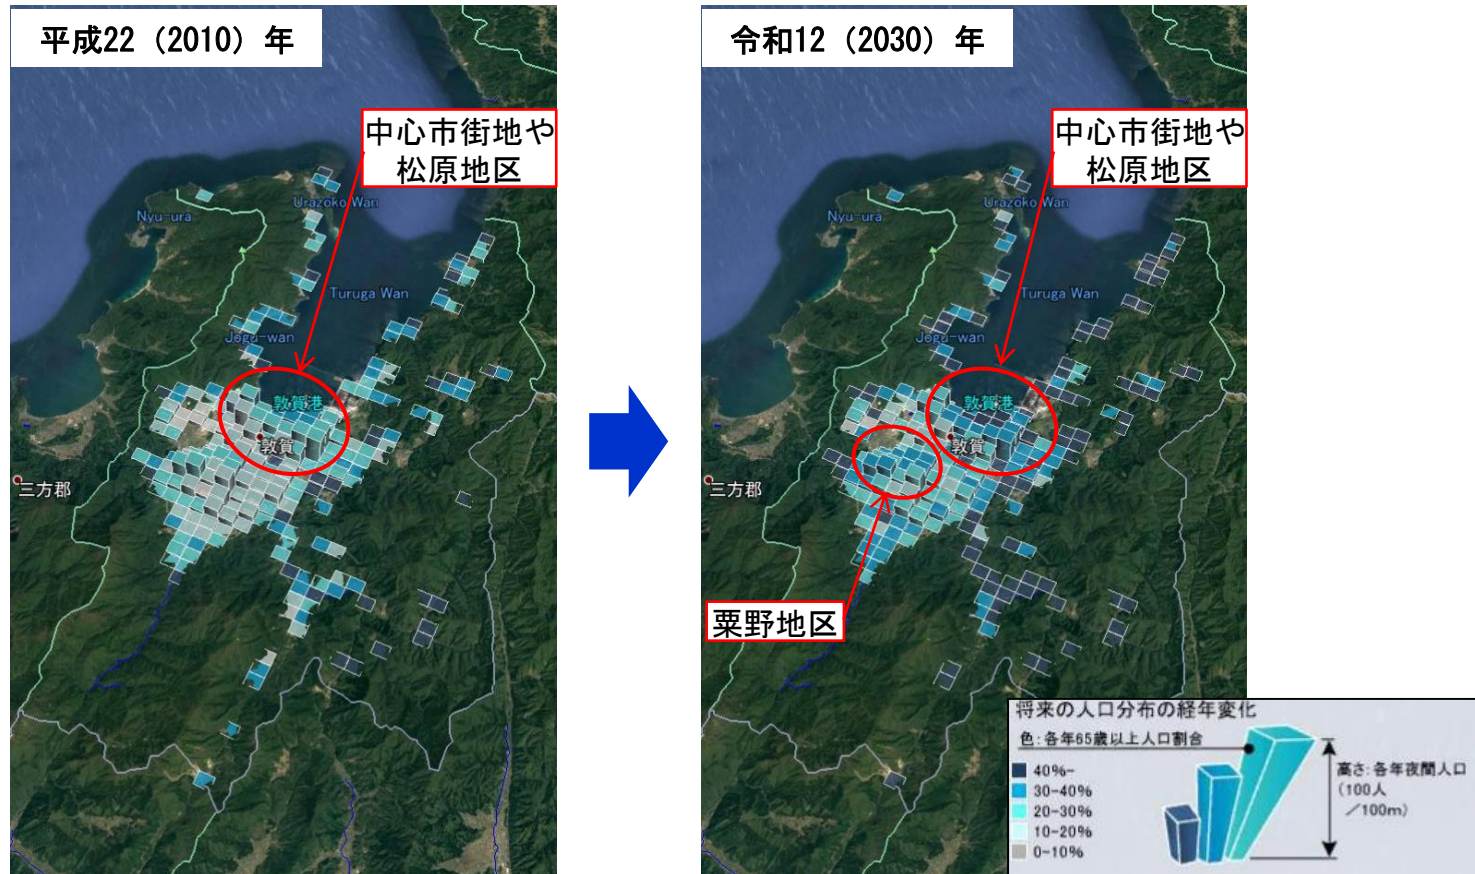 平成22（2010）年
中心市街地や
松原地区
Nyu-ura
Urazoko Wan
Turuga Wan
Jogu-wan
敦賀港
敦賀
三方郡
令和12（2030）年
中心市街地や
松原地区
Nyu-ura
Urazoko Wan
Turuga Wan
Jogu-wan
敦賀港
敦賀
三方郡
粟野地区
将来の人口分布の経年変化
色：各年65歳以上人口割合
40%-
30-40%
20-30%
10-20%
0-10%
高さ：各年夜間人口
（100人
／100m）